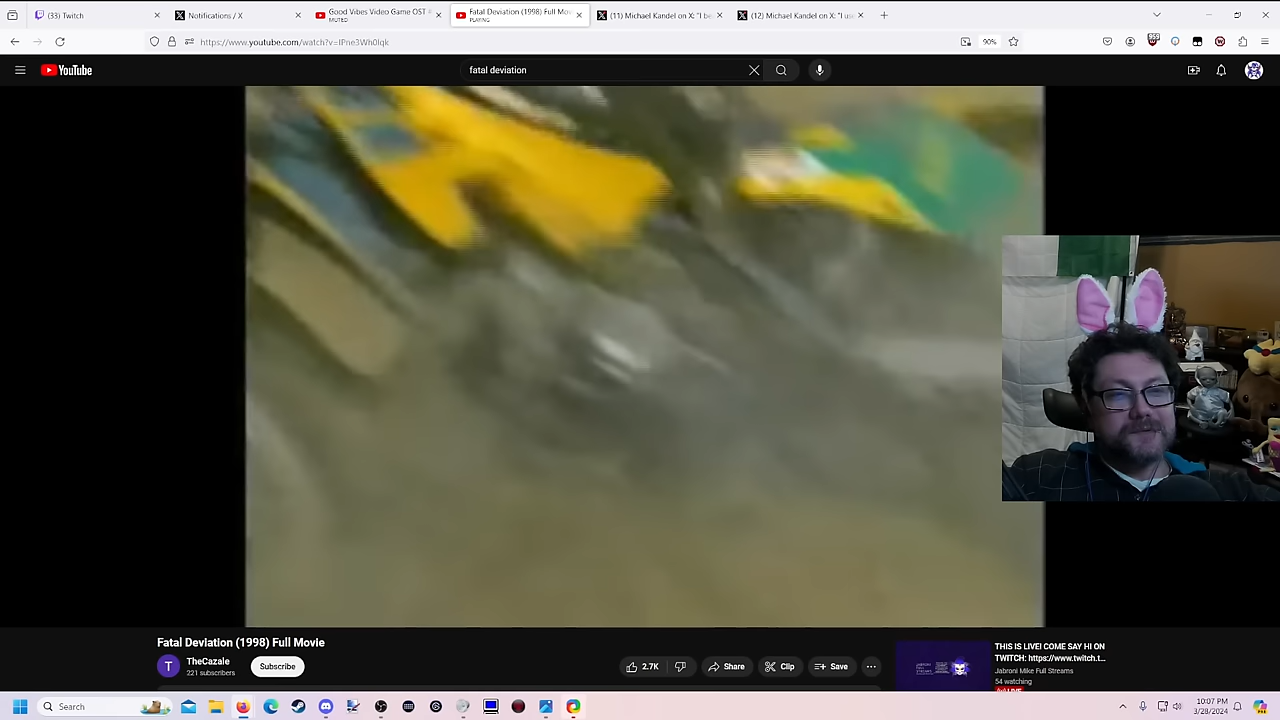 (33) Twitch
Notifications / X
Good Vibes Video Game OST
MUTED
Fatal Deviation (1998) Full Mov
PLAYING
(11) Michael Kandel on X: "I be
(12) Michael Kandel on X: "I us
https://www.youtube.com/watch?v=IPne3Wh0lqk
90%
YouTube
fatal deviation
Fatal Deviation (1998) Full Movie
T
TheCazale
221 subscribers
Subscribe
2.7K
Share
Clip
Save
THIS IS LIVE! COME SAY HI ON
TWITCH: https://www.twitch.t...
Jabroni Mike Full Streams
54 watching
Search
10:07 PM
3/28/2024